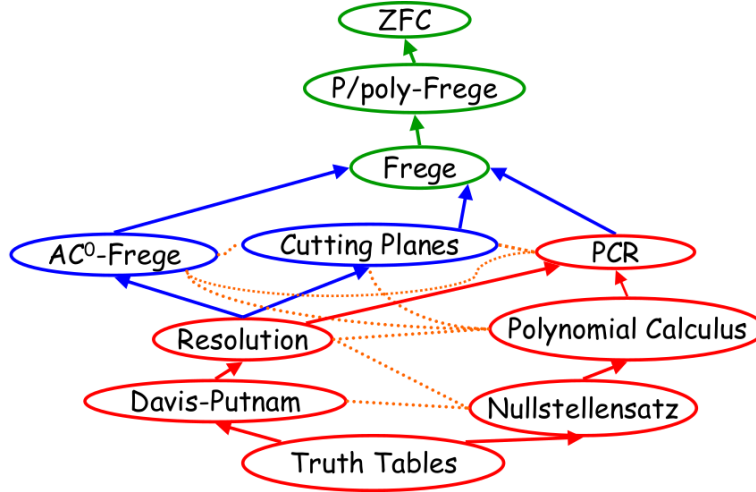 ZFC
P/poly-Frege
Frege
AC⁰-Frege
Cutting Planes
PCR
Resolution
Polynomial Calculus
Davis-Putnam
Nullstellensatz
Truth Tables